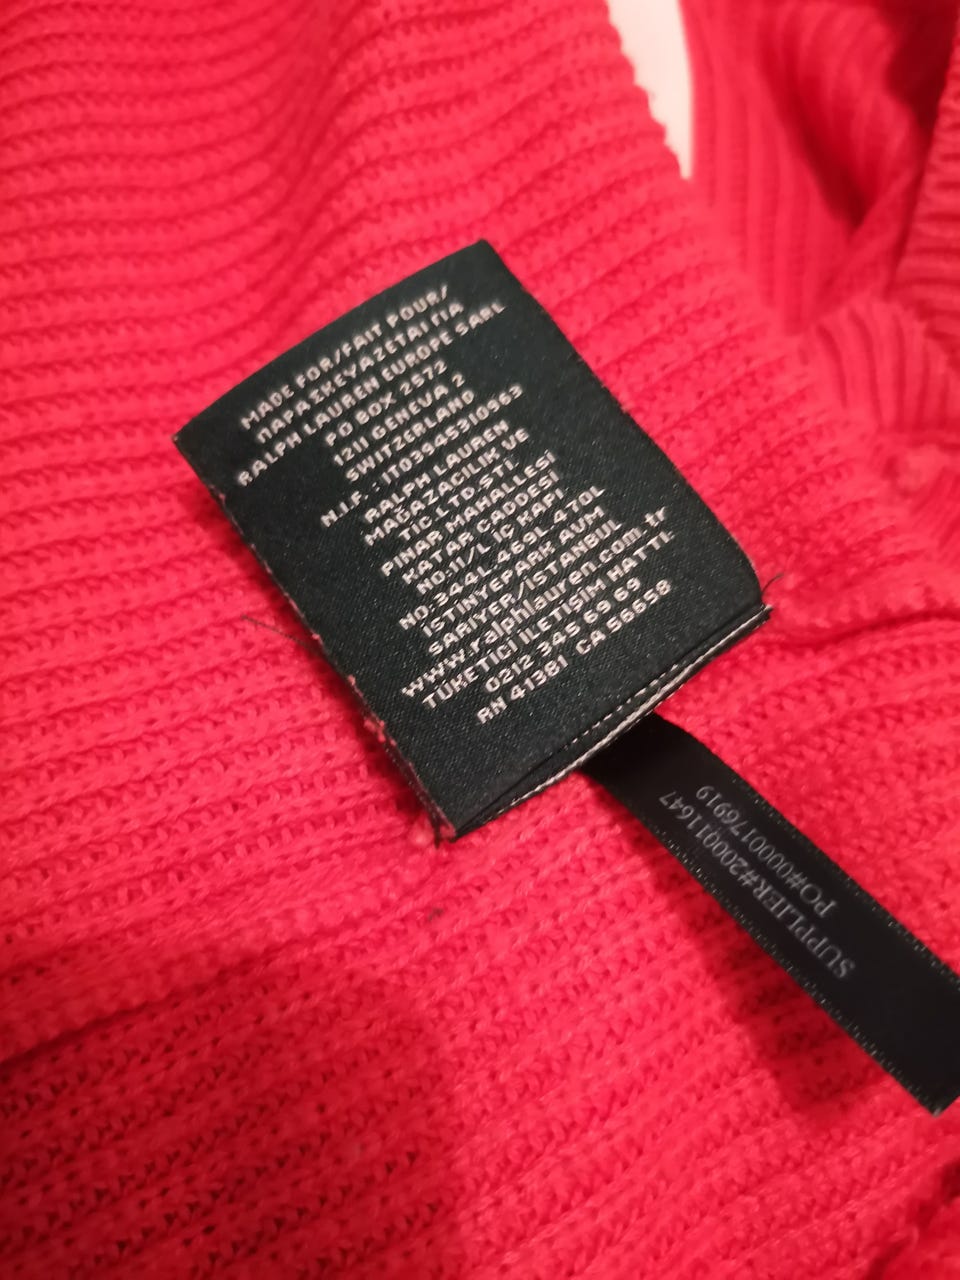 MADE FOR/FAIT POUR/
ΠΑΡΑΣΚΕΥΑΖΕΤΑΙ ΓΙΑ
RALPH LAUREN EUROPE SARL
PO BOX 2572
1211 GENEVA 2
SWITZERLAND
N.I.F.: IT03545310963
RALPH LAUREN
MAĞAZACILIK VE
TİC.LTD.ŞTİ
PINAR MAHALLESİ
KATAR CADDESİ
NO:11/L İÇ KAPI
NO:344L 469L 470L
İSTİNYEPARK AVM
SARIYER/İSTANBUL
www.ralphlauren.com.tr
TÜKETİCİ İLETİŞİM HATTI:
0212 345 69 69
RN 41381 CA 56658
SUPPLIER#200011647
PO#0000176919